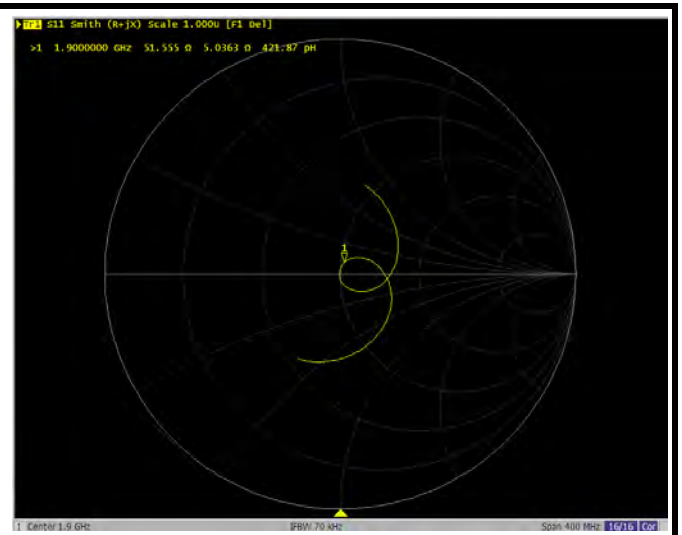 Tr1 S11 Smith (R+jX) Scale 1.000U [F1 Del]
>1 1.9000000 GHz 51.555 Ω 5.0363 Ω 421.87 pH
1
1 Center 1.9 GHz IFBW 70 kHz Span 400 MHz 16/16 Cor